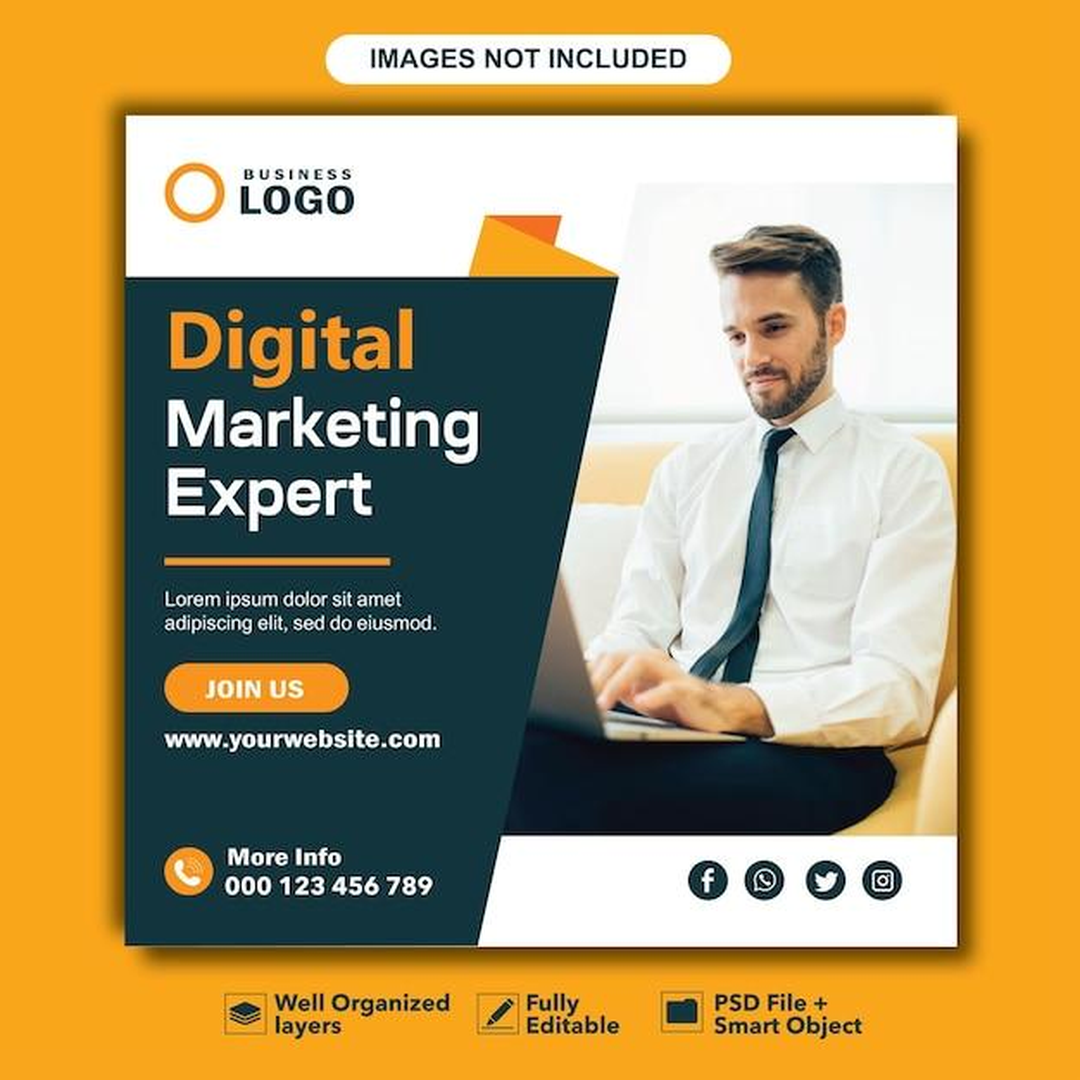 IMAGES NOT INCLUDED
BUSINESS
LOGO
Digital
Marketing
Expert
Lorem ipsum dolor sit amet
adipiscing elit, sed do eiusmod.
JOIN US
www.yourwebsite.com
More Info
000 123 456 789
Well Organized
layers
Fully
Editable
PSD File +
Smart Object